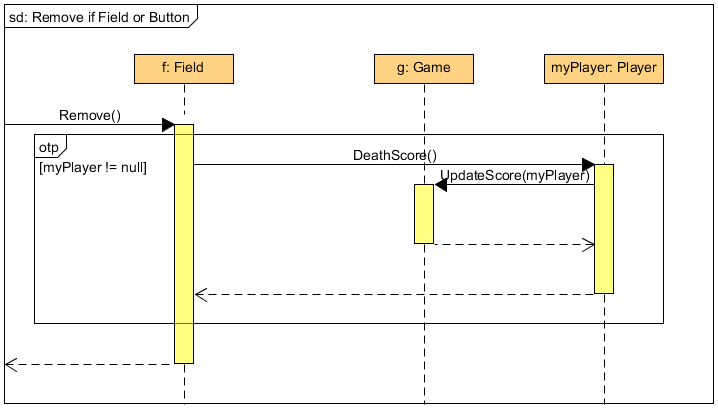 sd: Remove if Field or Button
f: Field
g: Game
myPlayer: Player
Remove()
otp
[myPlayer != null]
DeathScore()
UpdateScore(myPlayer)